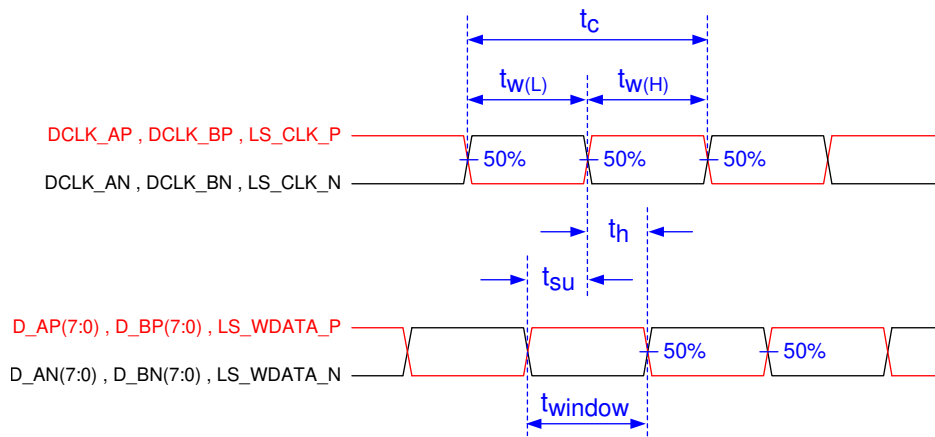 tc
tw(L) tw(H)
DCLK_AP , DCLK_BP , LS_CLK_P
50% 50% 50%
DCLK_AN , DCLK_BN , LS_CLK_N
th
tsu
D_AP(7:0) , D_BP(7:0) , LS_WDATA_P
50% 50%
D_AN(7:0) , D_BN(7:0) , LS_WDATA_N
twindow